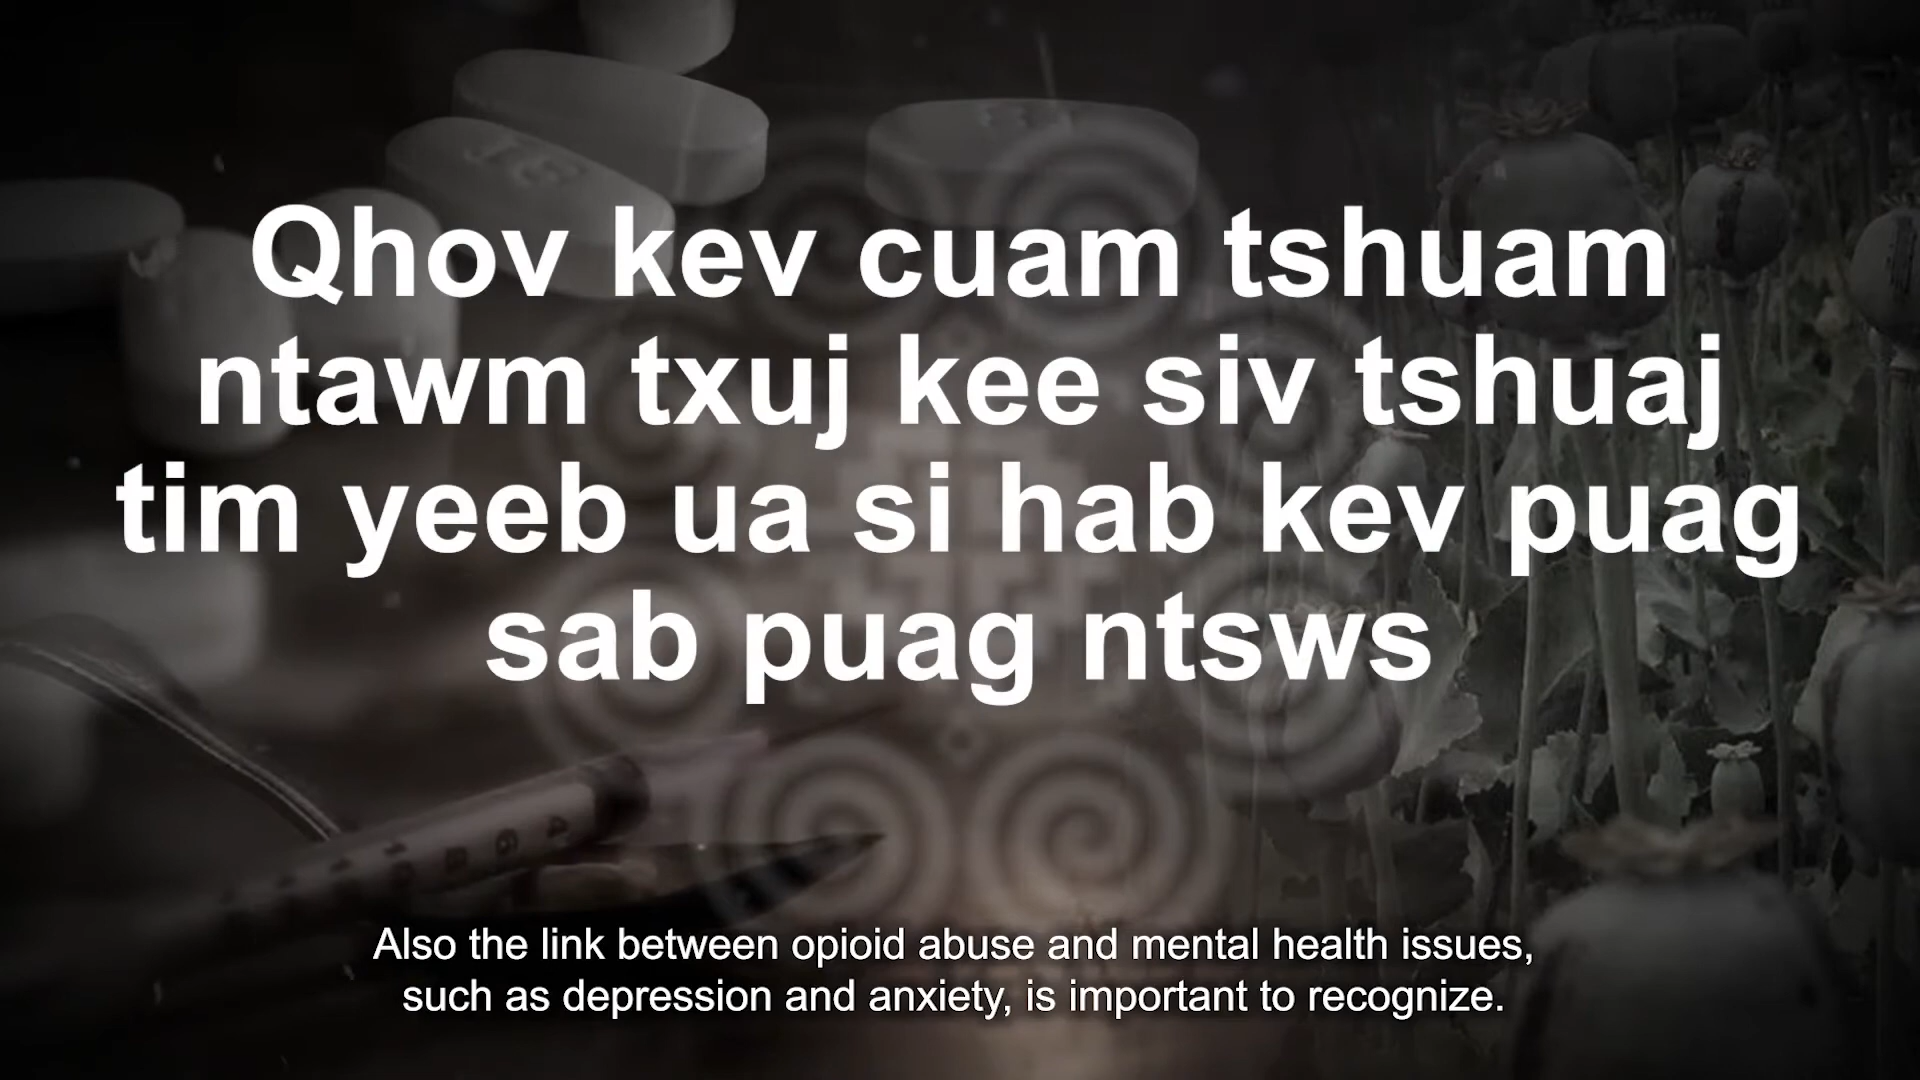 Qhov kev cuam tshuam
ntawm txuj kee siv tshuaj
tim yeeb ua si hab kev puag
sab puag ntsws
Also the link between opioid abuse and mental health issues,
such as depression and anxiety, is important to recognize.